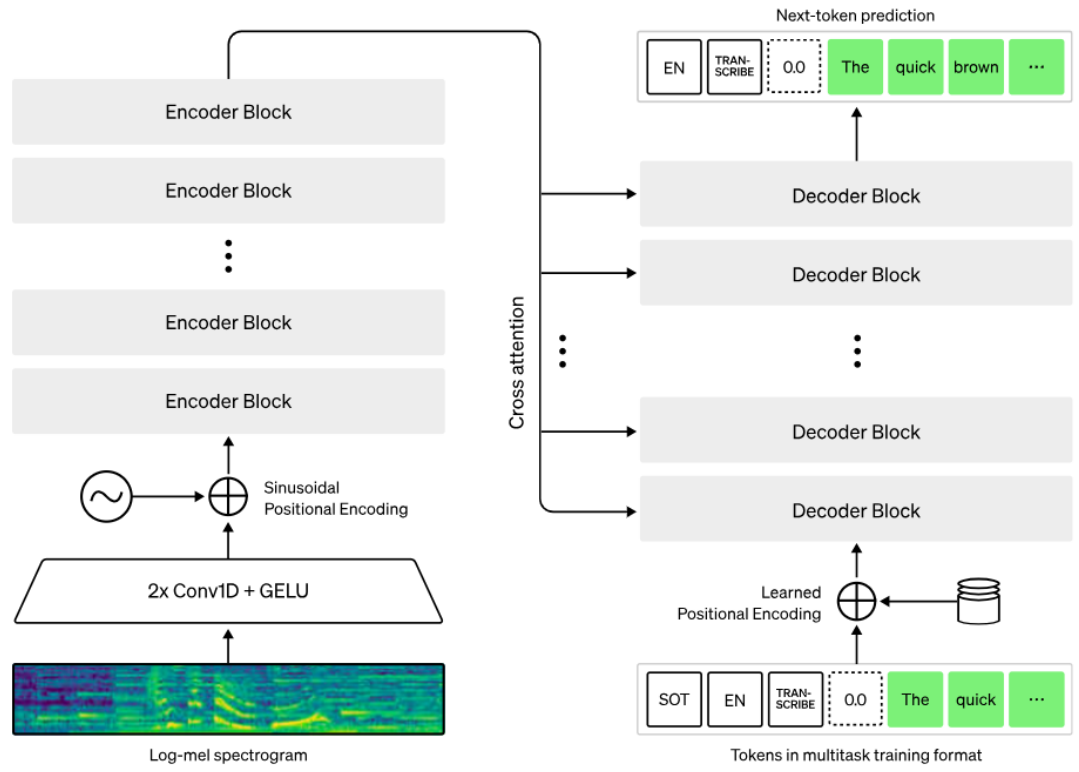 Encoder Block
Encoder Block
Encoder Block
Encoder Block
Sinusoidal
Positional Encoding
2x Conv1D + GELU
Log-mel spectrogram
Cross attention
Next-token prediction
EN TRAN-SCRIBE 0.0 The quick brown ...
Decoder Block
Decoder Block
Decoder Block
Decoder Block
Learned
Positional Encoding
SOT EN TRAN-SCRIBE 0.0 The quick ...
Tokens in multitask training format